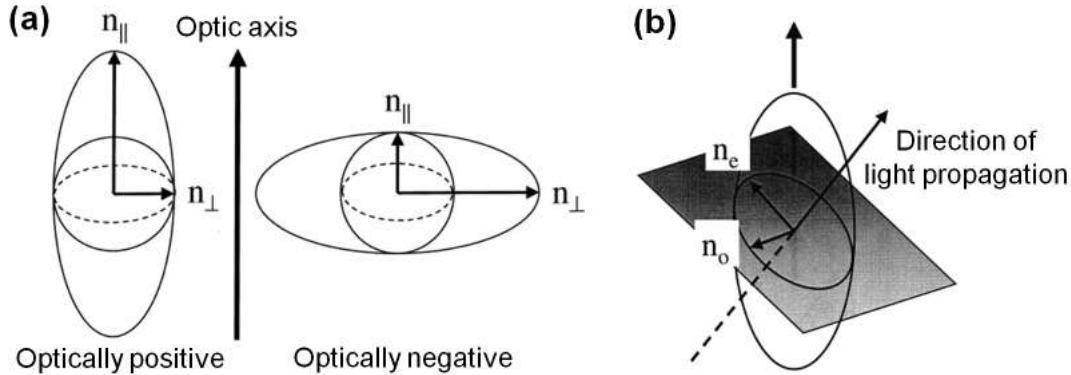 (a)
n∥
Optic axis
n∥
n⊥
n⊥
Optically positive
Optically negative
(b)
nₑ
Direction of
light propagation
nₒ